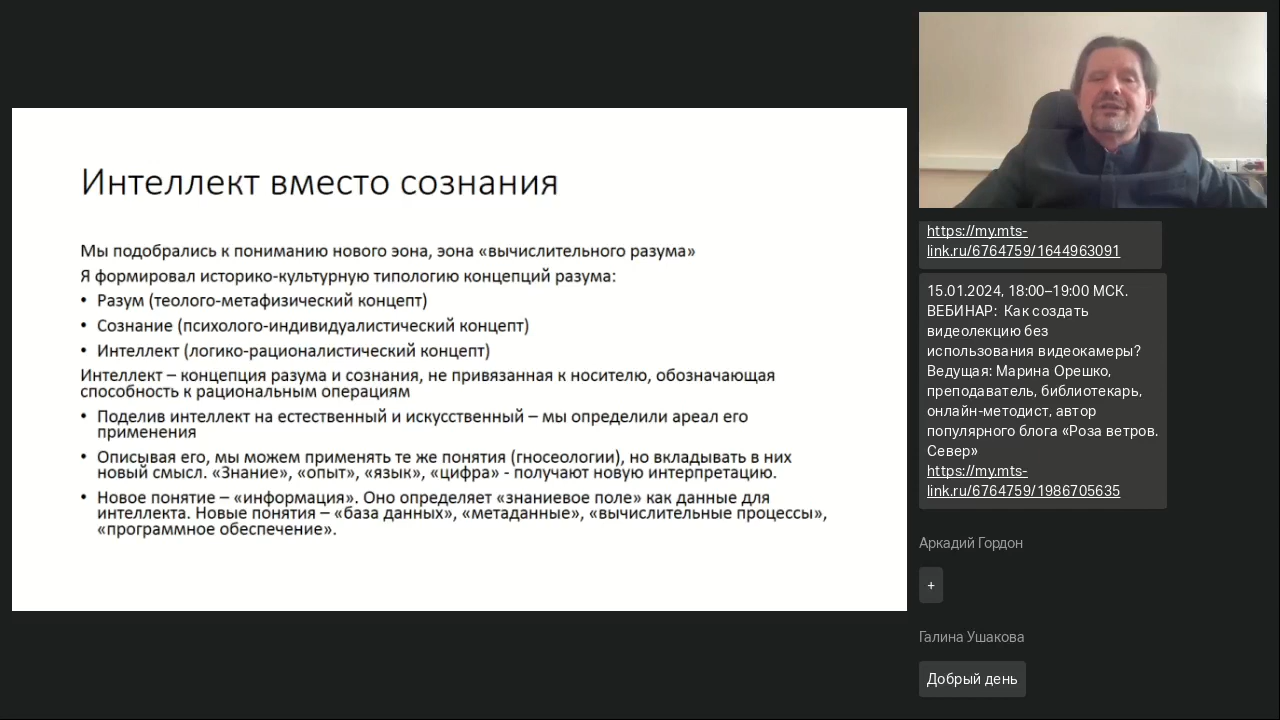 Интеллект вместо сознания
Мы подобрались к пониманию нового эона, эона «вычислительного разума»
Я формировал историко-культурную типологию концепций разума:
• Разум (теолого-метафизический концепт)
• Сознание (психолого-индивидуалистический концепт)
• Интеллект (логико-рационалистический концепт)
Интеллект – концепция разума и сознания, не привязанная к носителю, обозначающая
способность к рациональным операциям
• Поделив интеллект на естественный и искусственный – мы определили ареал его
применения
• Описывая его, мы можем применять те же понятия (гносеологии), но вкладывать в них
новый смысл. «Знание», «опыт», «язык», «цифра» - получают новую интерпретацию.
• Новое понятие – «информация». Оно определяет «знаниевое поле» как данные для
интеллекта. Новые понятия – «база данных», «метаданные», «вычислительные процессы»,
«программное обеспечение».
https://my.mts-
link.ru/6764759/1644963091
15.01.2024, 18:00–19:00 МСК.
ВЕБИНАР: Как создать
видеолекцию без
использования видеокамеры?
Ведущая: Марина Орешко,
преподаватель, библиотекарь,
онлайн-методист, автор
популярного блога «Роза ветров.
Север»
https://my.mts-
link.ru/6764759/1986705635
Аркадий Гордон
+
Галина Ушакова
Добрый день